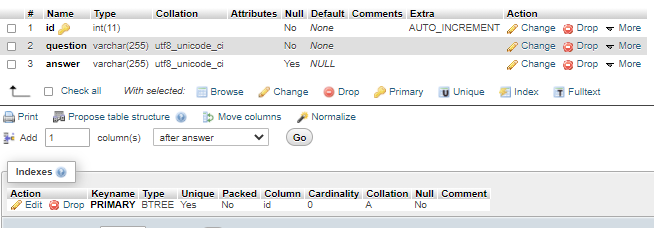 # Name Type Collation Attributes Null Default Comments Extra Action
1 id int(11) No None AUTO_INCREMENT Change Drop More
2 question varchar(255) utf8_unicode_ci No None Change Drop More
3 answer varchar(255) utf8_unicode_ci Yes NULL Change Drop More
Check all With selected: Browse Change Drop Primary Unique Index Fulltext
Print Propose table structure Move columns Normalize
Add 1 column(s) after answer Go
Indexes
Action Keyname Type Unique Packed Column Cardinality Collation Null Comment
Edit Drop PRIMARY BTREE Yes No id 0 A No